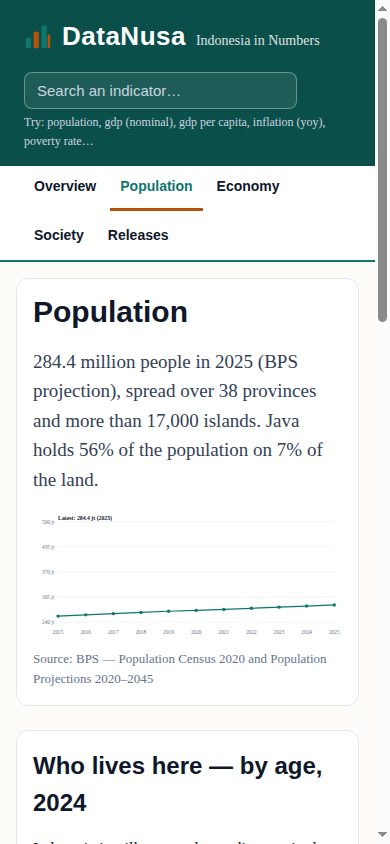 DataNusa Indonesia in Numbers
Search an indicator…
Try: population, gdp (nominal), gdp per capita, inflation (yoy),
poverty rate…
Overview Population Economy
Society Releases
Population
284.4 million people in 2025 (BPS
projection), spread over 38 provinces
and more than 17,000 islands. Java
holds 56% of the population on 7% of
the land.
Latest: 284.4 jt (2025)
500 jt
435 jt
370 jt
305 jt
240 jt
2015 2016 2017 2018 2019 2020 2021 2022 2023 2024 2025
Source: BPS — Population Census 2020 and Population
Projections 2020–2045
Who lives here — by age,
2024